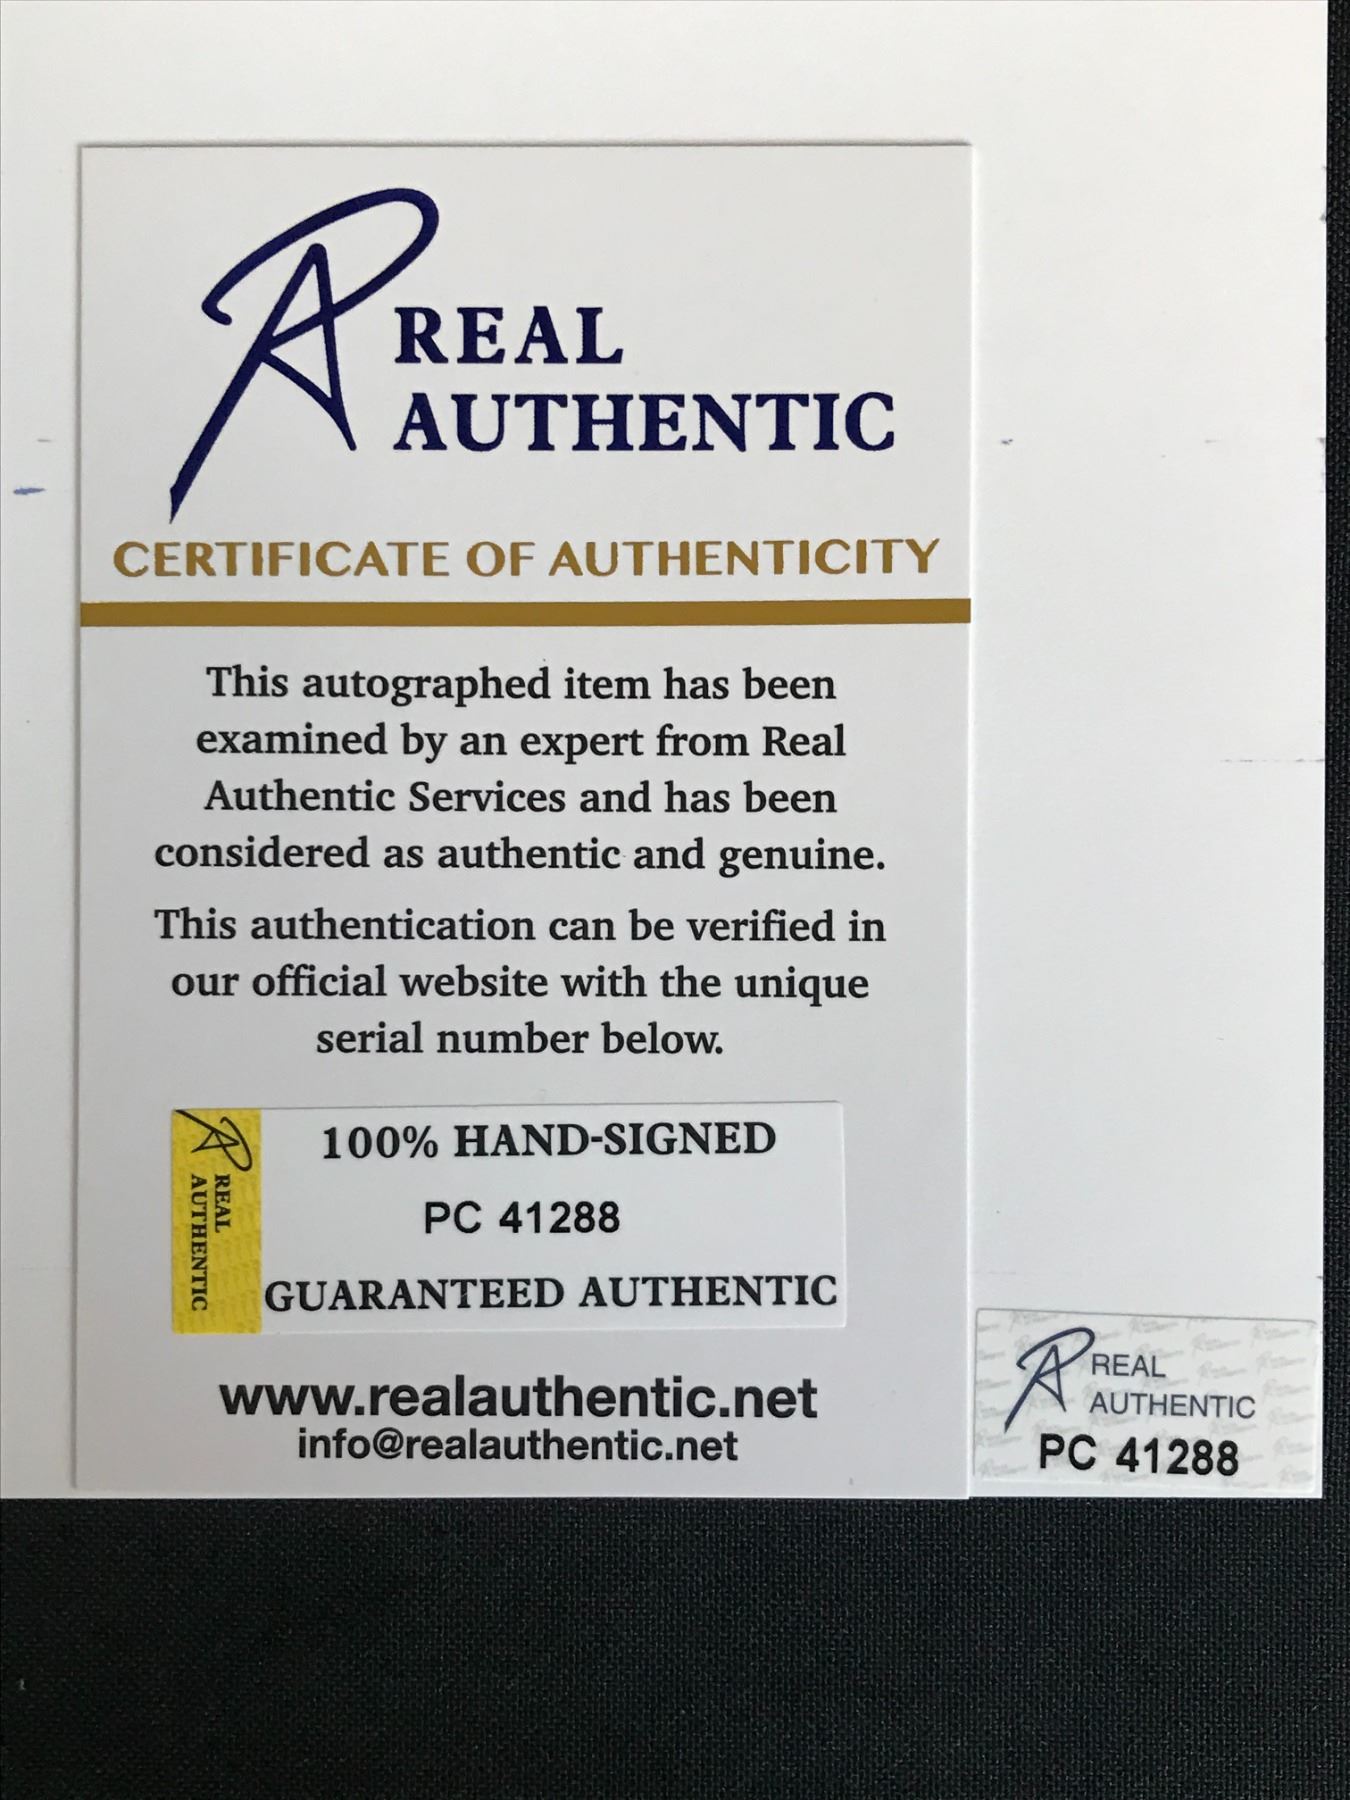 REAL
AUTHENTIC
CERTIFICATE OF AUTHENTICITY
This autographed item has been
examined by an expert from Real
Authentic Services and has been
considered as authentic and genuine.
This authentication can be verified in
our official website with the unique
serial number below.
REAL
AUTHENTIC
100% HAND-SIGNED
PC 41288
GUARANTEED AUTHENTIC
www.realauthentic.net
info@realauthentic.net
REAL
AUTHENTIC
PC 41288